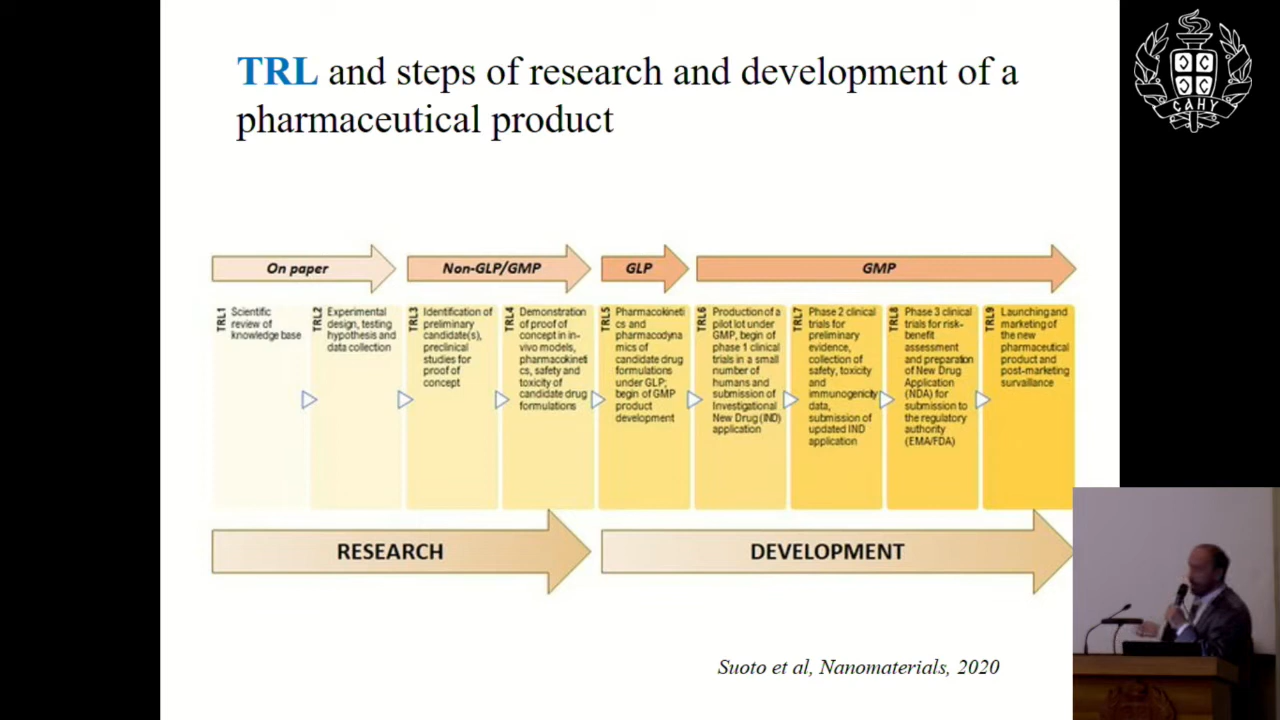 TRL and steps of research and development of a
pharmaceutical product
On paper
Non-GLP/GMP
GLP
GMP
TRL1
Scientific
review of
knowledge base
TRL2
Experimental
design, testing
hypothesis and
data collection
TRL3
Identification of
preliminary
candidate(s),
preclinical
studies for
proof of
concept
TRL4
Demonstration
of proof of
concept in in-
vivo models,
pharmacokineti
cs, safety and
toxicity of
candidate drug
formulations
TRL5
Pharmacokineti
cs and
pharmacodyna
mics of
candidate drug
formulations
under GLP;
begin of GMP
product
development
TRL6
Production of a
pilot lot under
GMP, begin of
phase 1 clinical
trials in a small
number of
humans and
submission of
Investigational
New Drug (IND)
application
TRL7
Phase 2 clinical
trials for
preliminary
evidence,
collection of
safety, toxicity
and
immunogenicity
data,
submission of
updated IND
application
TRL8
Phase 3 clinical
trials for risk-
benefit
assessment
and preparation
of New Drug
Application
(NDA) for
submission to
the regulatory
authority
(EMA/FDA)
TRL9
Launching and
marketing of
the new
pharmaceutical
product and
post-marketing
survaillance
RESEARCH
DEVELOPMENT
Suoto et al, Nanomaterials, 2020
САНУ